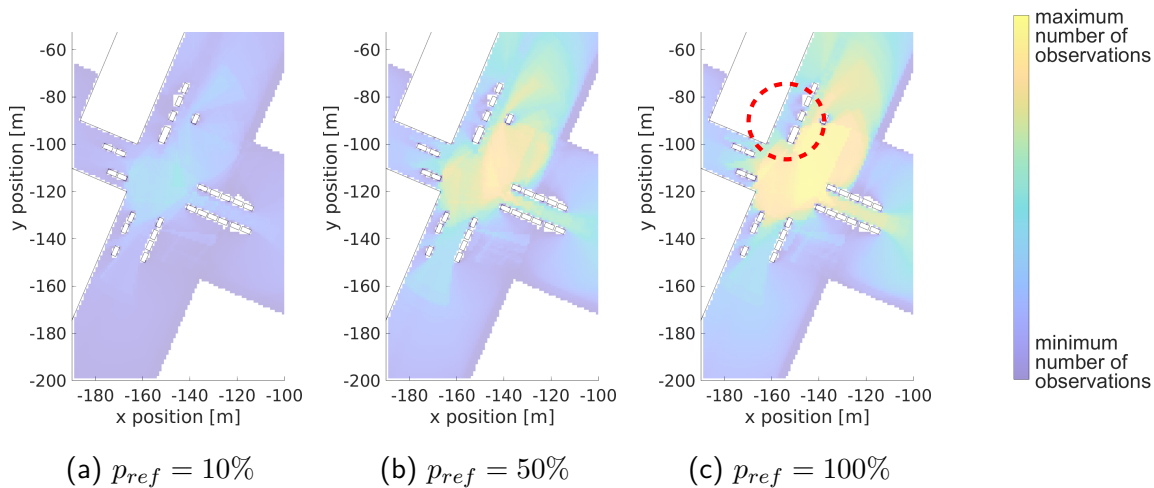 maximum
number of
observations
-60
-80
-100
-120
-140
-160
-180
-200
y position [m]
-180 -160 -140 -120 -100
x position [m]
-60
-80
-100
-120
-140
-160
-180
-200
y position [m]
-180 -160 -140 -120 -100
x position [m]
-60
-80
-100
-120
-140
-160
-180
-200
y position [m]
-180 -160 -140 -120 -100
x position [m]
minimum
number of
observations
(a) p_{ref} = 10%
(b) p_{ref} = 50%
(c) p_{ref} = 100%